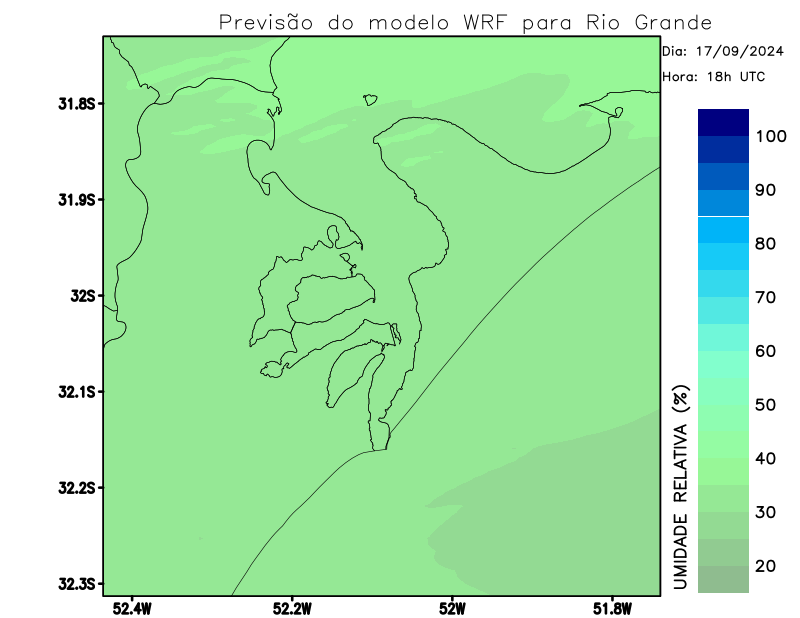 Previsão do modelo WRF para Rio Grande
Dia: 17/09/2024
Hora: 18h UTC
31.8S
31.9S
32S
32.1S
32.2S
32.3S
52.4W
52.2W
52W
51.8W
UMIDADE RELATIVA (%)
100
90
80
70
60
50
40
30
20